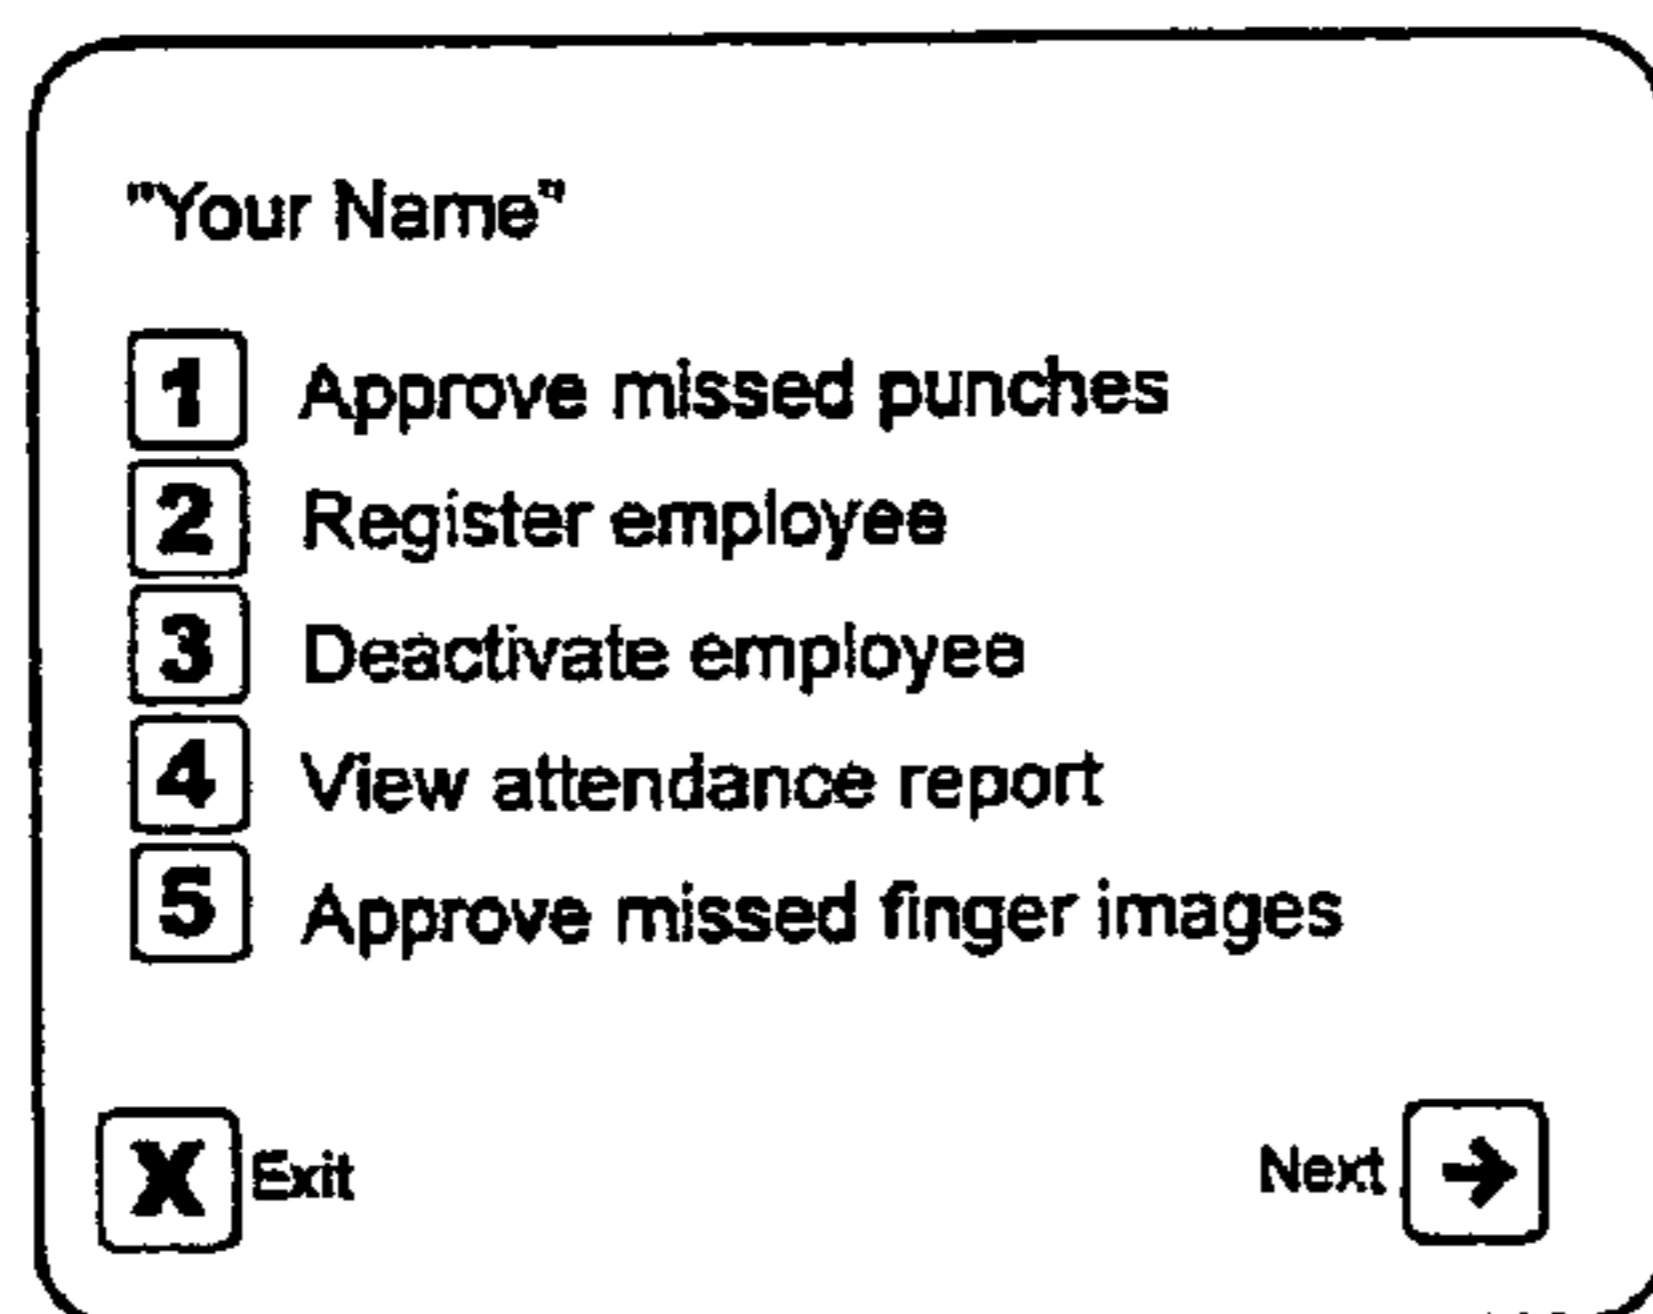 "Your Name"
1 Approve missed punches
2 Register employee
3 Deactivate employee
4 View attendance report
5 Approve missed finger images
X Exit
Next →